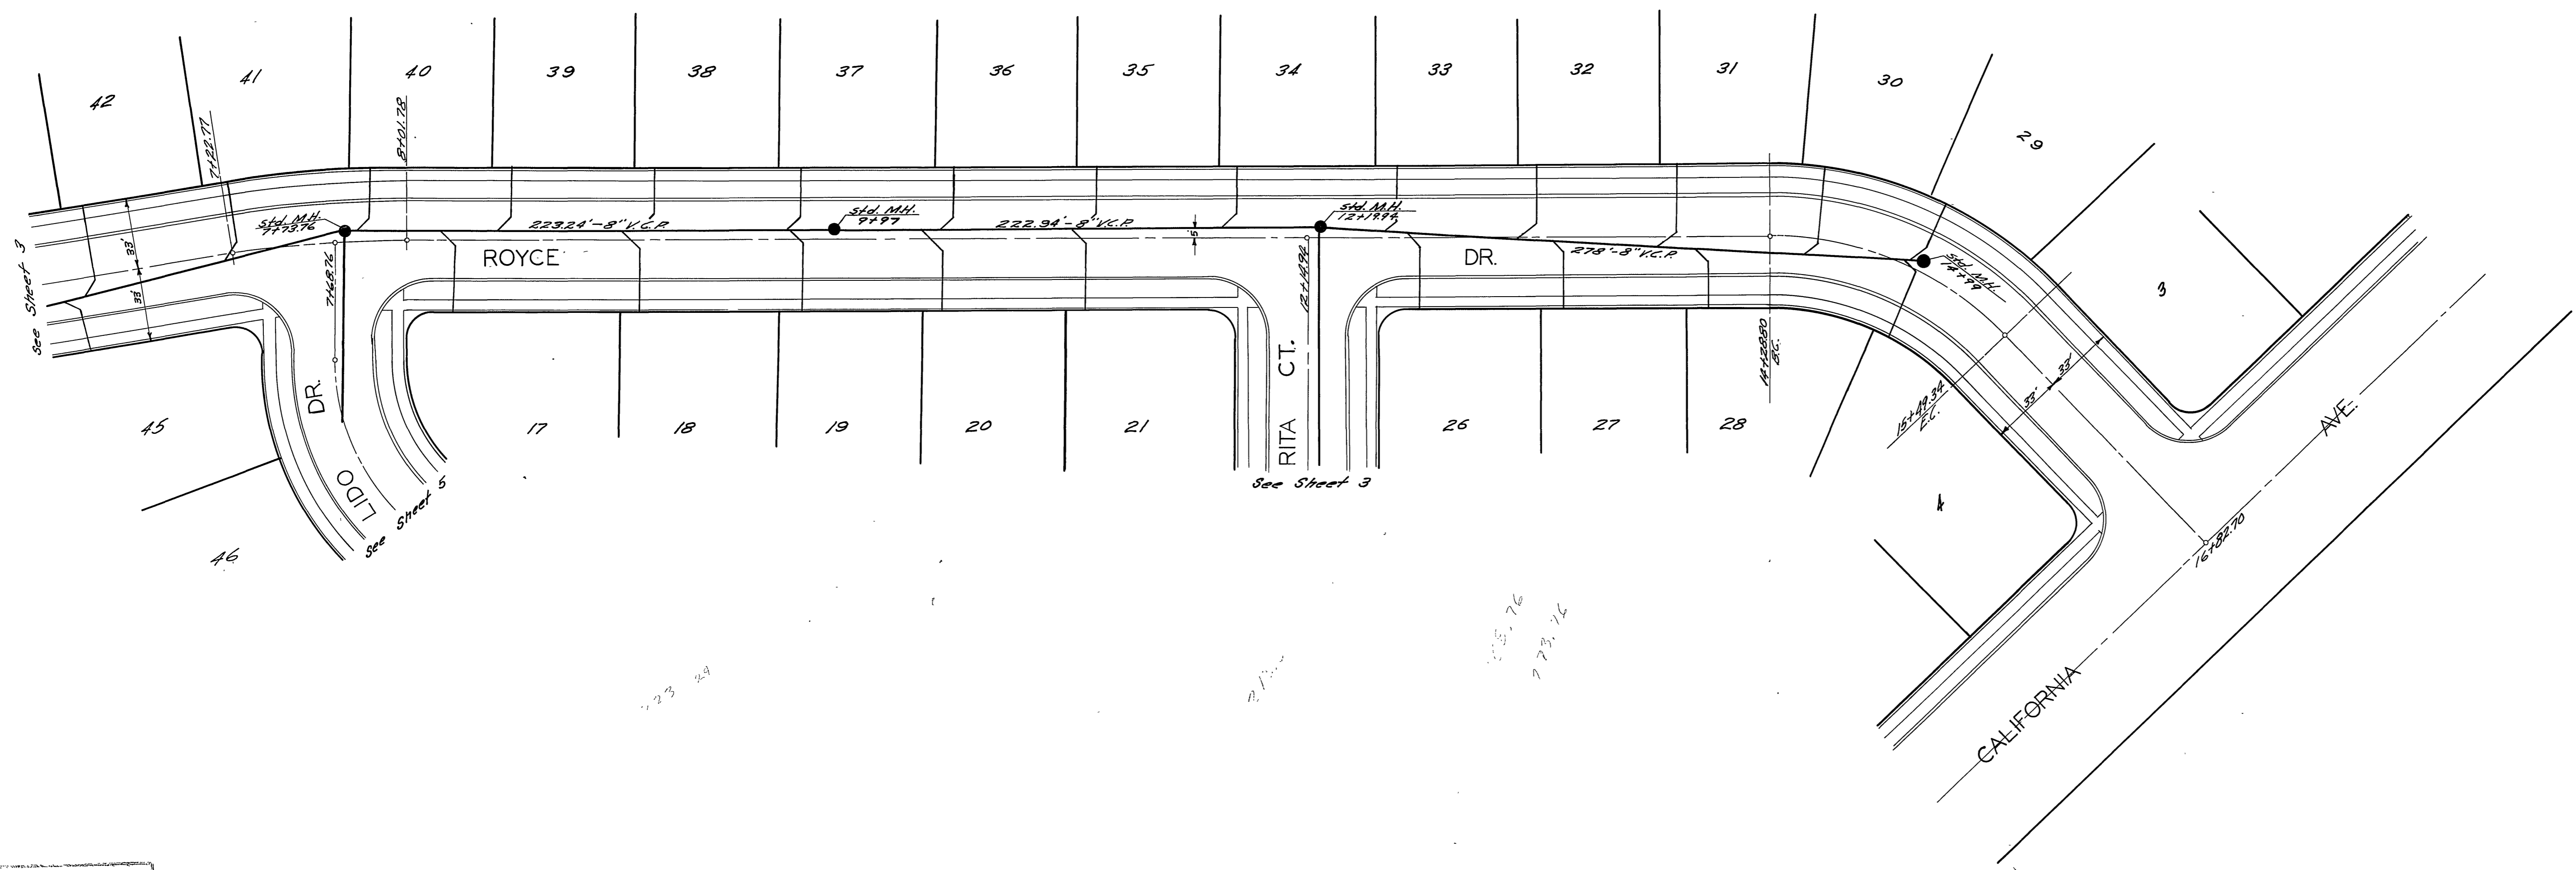 42
41
40
39
38
37
36
35
34
33
32
31
30
29
3
7+22.77
8+01.78
Std. M.H.
7+73.76
223.24'-8" V.C.P.
Std. M.H.
9+97
222.94'-8" V.C.P.
Std. M.H.
12+19.94
278'-8" V.C.P.
Std. M.H.
14+99
See Sheet 3
33'
33'
ROYCE
DR.
5'
7+68.76
12+14.94
14+28.80
B.C.
15+49.34
E.C.
33'
33'
45
46
LIDO DR.
See Sheet 5
17
18
19
20
21
RITA CT.
See Sheet 3
26
27
28
4
16+82.70
CALIFORNIA AVE.
773.76